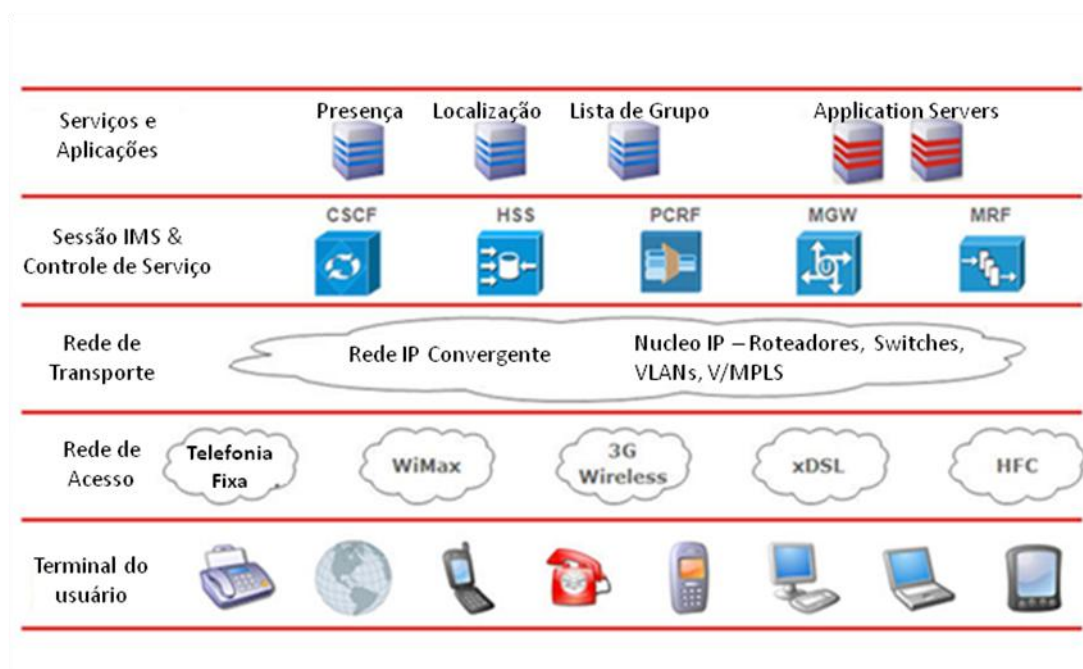 Serviços e
Aplicações
Presença
Localização
Lista de Grupo
Application Servers
Sessão IMS &
Controle de Serviço
CSCF
HSS
PCRF
MGW
MRF
Rede de
Transporte
Rede IP Convergente
Nucleo IP – Roteadores, Switches,
VLANs, V/MPLS
Rede de
Acesso
Telefonia
Fixa
WiMax
3G
Wireless
xDSL
HFC
Terminal do
usuário